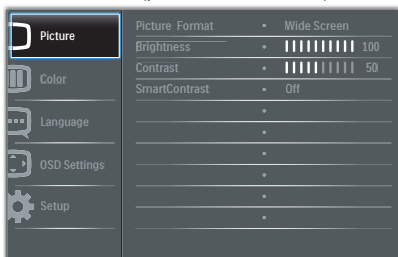 Picture
Color
Language
OSD Settings
Setup
Picture Format • Wide Screen
Brightness • 100
Contrast • 50
SmartContrast • Off
•
•
•
•
•
•